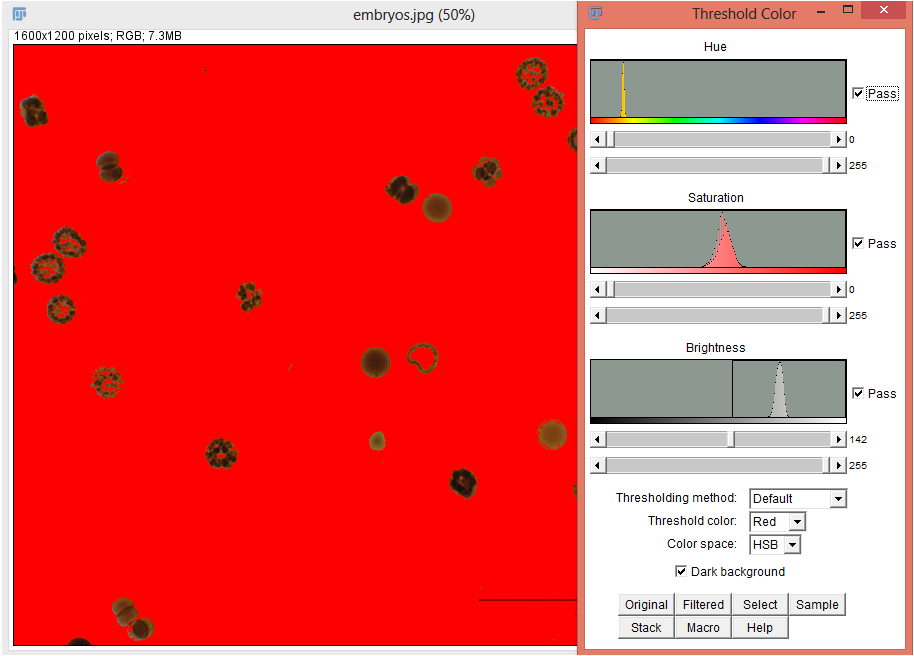 embryos.jpg (50%)
1600x1200 pixels; RGB; 7.3MB
Threshold Color
Hue
Pass
0
255
Saturation
Pass
0
255
Brightness
Pass
142
255
Thresholding method: Default
Threshold color: Red
Color space: HSB
Dark background
Original Filtered Select Sample
Stack Macro Help